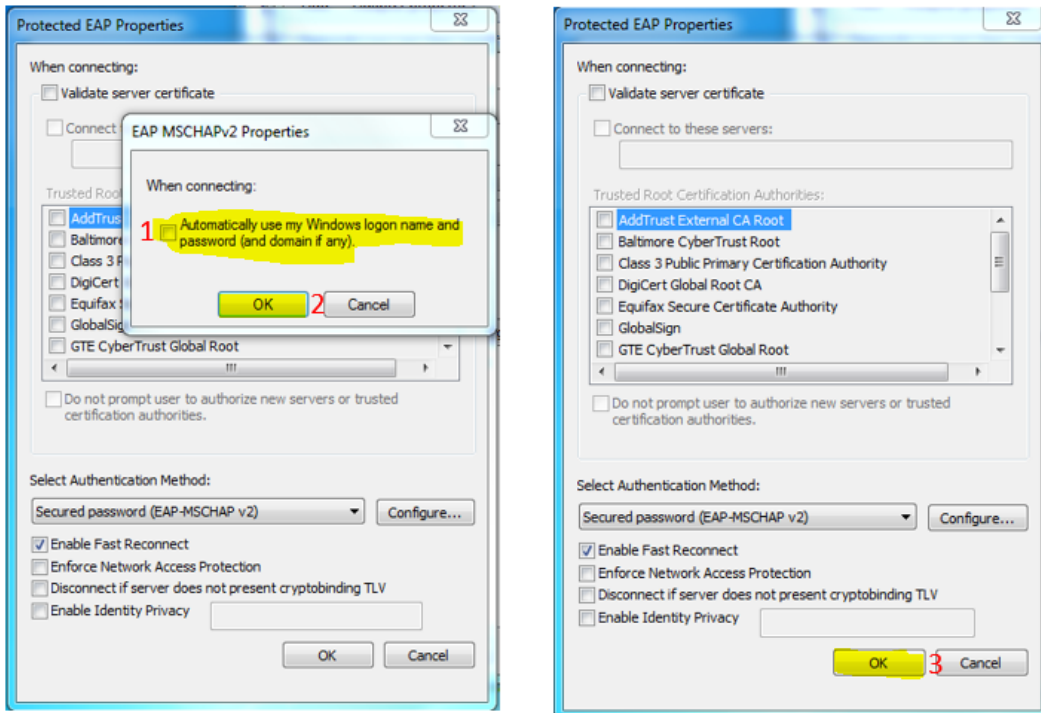 Protected EAP Properties
When connecting:
Validate server certificate
Connect
EAP MSCHAPv2 Properties
When connecting:
1
Automatically use my Windows logon name and
password (and domain if any).
OK
2
Cancel
Trusted Root
AddTrus
Baltimore
Class 3 P
DigiCert
Equifax S
GlobalSig
GTE CyberTrust Global Root
Do not prompt user to authorize new servers or trusted
certification authorities.
Select Authentication Method:
Secured password (EAP-MSCHAP v2)
Configure...
Enable Fast Reconnect
Enforce Network Access Protection
Disconnect if server does not present cryptobinding TLV
Enable Identity Privacy
OK
Cancel
Protected EAP Properties
When connecting:
Validate server certificate
Connect to these servers:
Trusted Root Certification Authorities:
AddTrust External CA Root
Baltimore CyberTrust Root
Class 3 Public Primary Certification Authority
DigiCert Global Root CA
Equifax Secure Certificate Authority
GlobalSign
GTE CyberTrust Global Root
Do not prompt user to authorize new servers or trusted
certification authorities.
Select Authentication Method:
Secured password (EAP-MSCHAP v2)
Configure...
Enable Fast Reconnect
Enforce Network Access Protection
Disconnect if server does not present cryptobinding TLV
Enable Identity Privacy
OK
3
Cancel